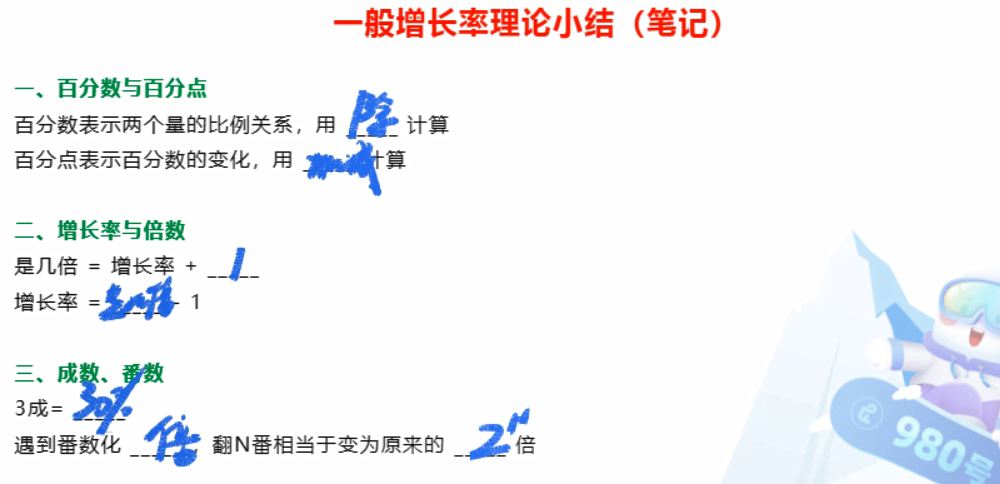 一般增长率理论小结（笔记）
一、百分数与百分点
百分数表示两个量的比例关系，用 除 计算
百分点表示百分数的变化，用 加减 计算
二、增长率与倍数
是几倍 = 增长率 + 1
增长率 = 是几倍 - 1
三、成数、番数
3成= 30%
遇到番数化 倍，翻N番相当于变为原来的 2^N 倍
980号